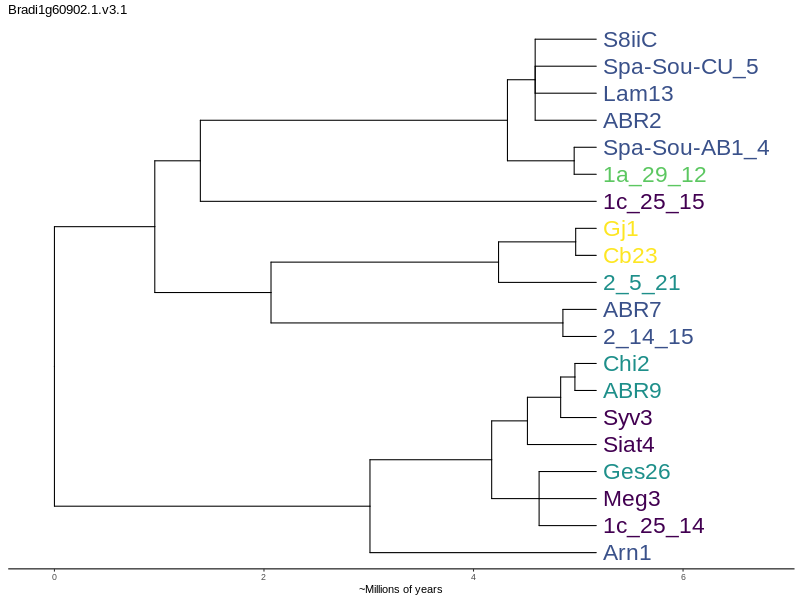 Bradi1g60902.1.v3.1
S8iiC
Spa-Sou-CU_5
Lam13
ABR2
Spa-Sou-AB1_4
1a_29_12
1c_25_15
Gj1
Cb23
2_5_21
ABR7
2_14_15
Chi2
ABR9
Syv3
Siat4
Ges26
Meg3
1c_25_14
Arn1
0 2 4 6
~Millions of years